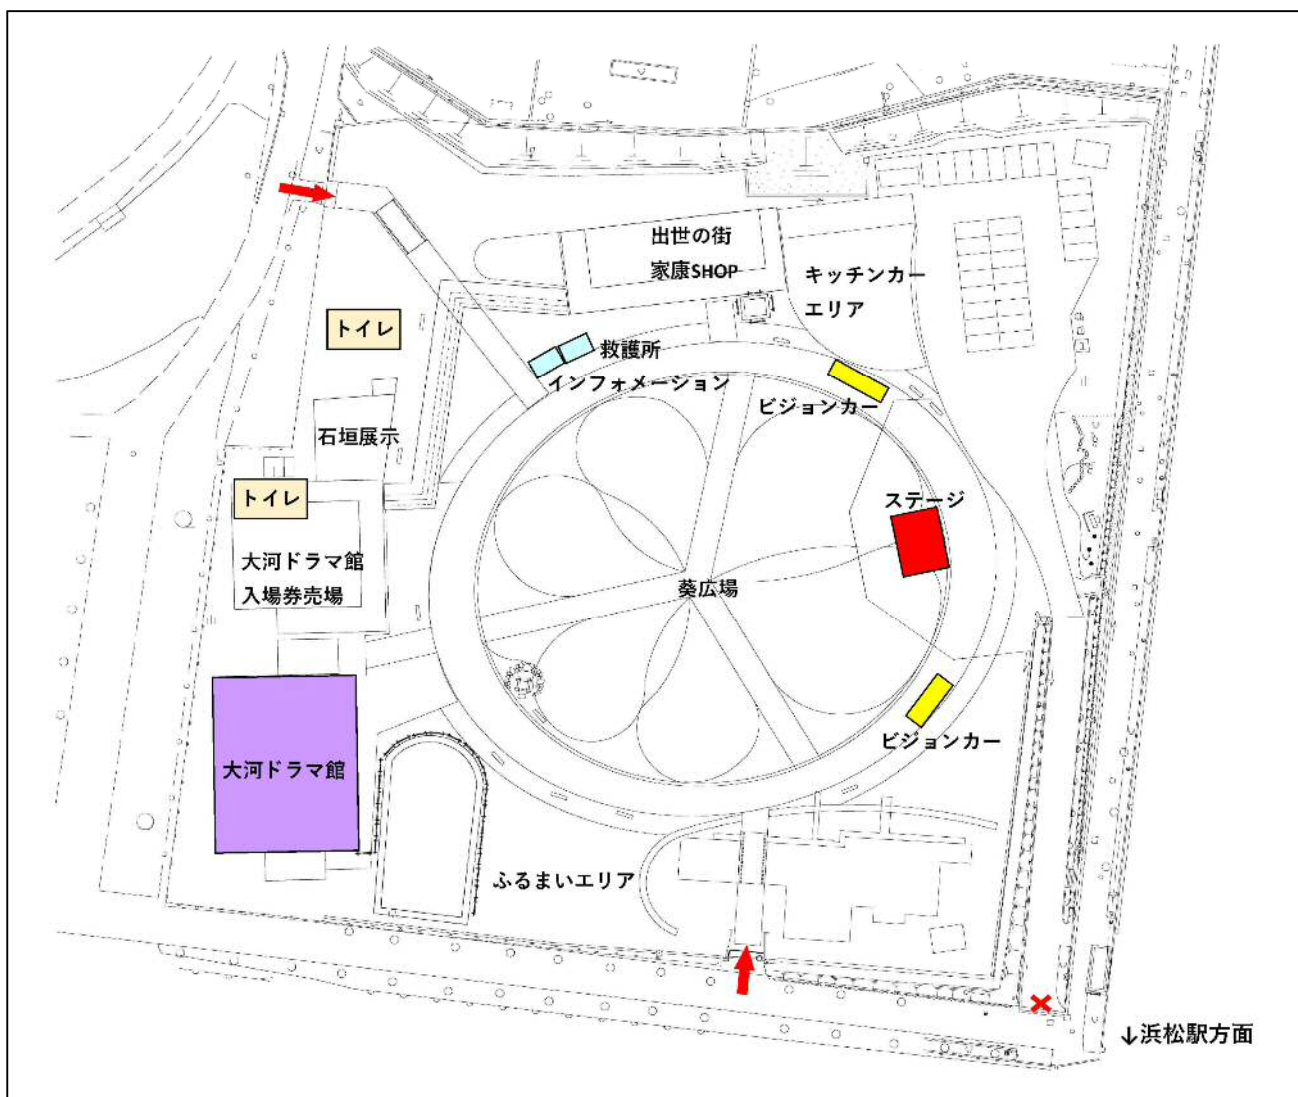 出世の街
家康SHOP
キッチンカー
エリア
トイレ
救護所
インフォメーション
ビジョンカー
石垣展示
トイレ
ステージ
大河ドラマ館
入場券売場
葵広場
ビジョンカー
大河ドラマ館
ふるまいエリア
↓浜松駅方面